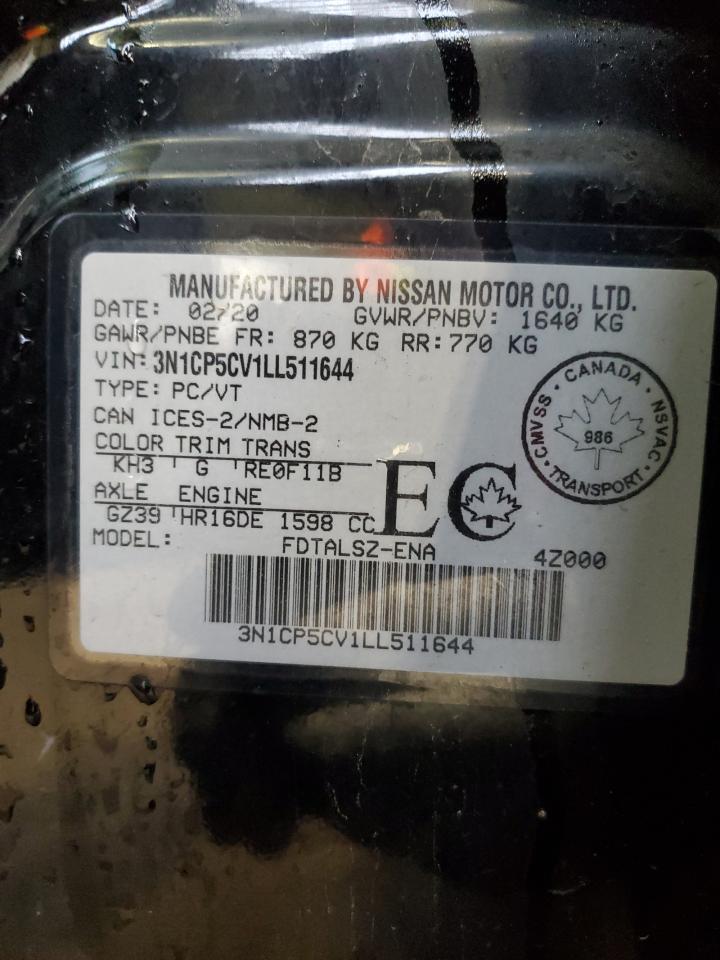 MANUFACTURED BY NISSAN MOTOR CO., LTD.
DATE: 02/20 GVWR/PNBV: 1640 KG
GAWR/PNBE FR: 870 KG RR: 770 KG
VIN: 3N1CP5CV1LL511644
TYPE: PC/VT
CAN ICES-2/NMB-2
COLOR TRIM TRANS
KH3 G RE0F11B
AXLE ENGINE
GZ39 HR16DE 1598 CC
EC
MODEL: FDTALSZ-ENA 4Z000
3N1CP5CV1LL511644
CANADA · NSVAC · TRANSPORT · CMVSS ·
986